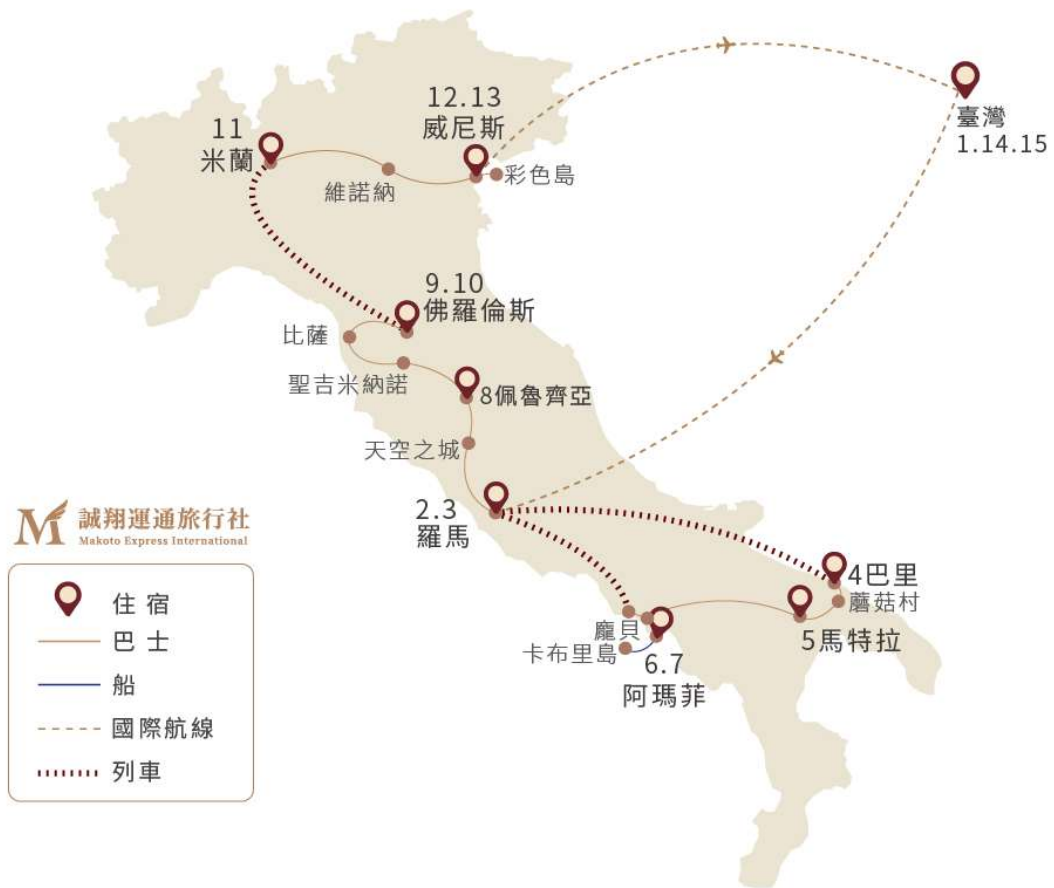 12.13
威尼斯
臺灣
1.14.15
11
米蘭
維諾納
彩色島
9.10
佛羅倫斯
比薩
聖吉米納諾
8佩魯齊亞
天空之城
2.3
羅馬
4巴里
蘑菇村
5馬特拉
龐貝
卡布里島
6.7
阿瑪菲
M 誠翔運通旅行社
Makoto Express International
住宿
巴士
船
國際航線
列車